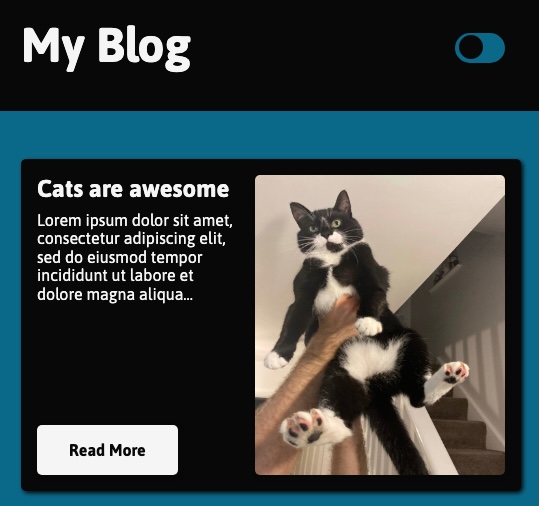 My Blog
Cats are awesome
Lorem ipsum dolor sit amet,
consectetur adipiscing elit,
sed do eiusmod tempor
incididunt ut labore et
dolore magna aliqua...
Read More